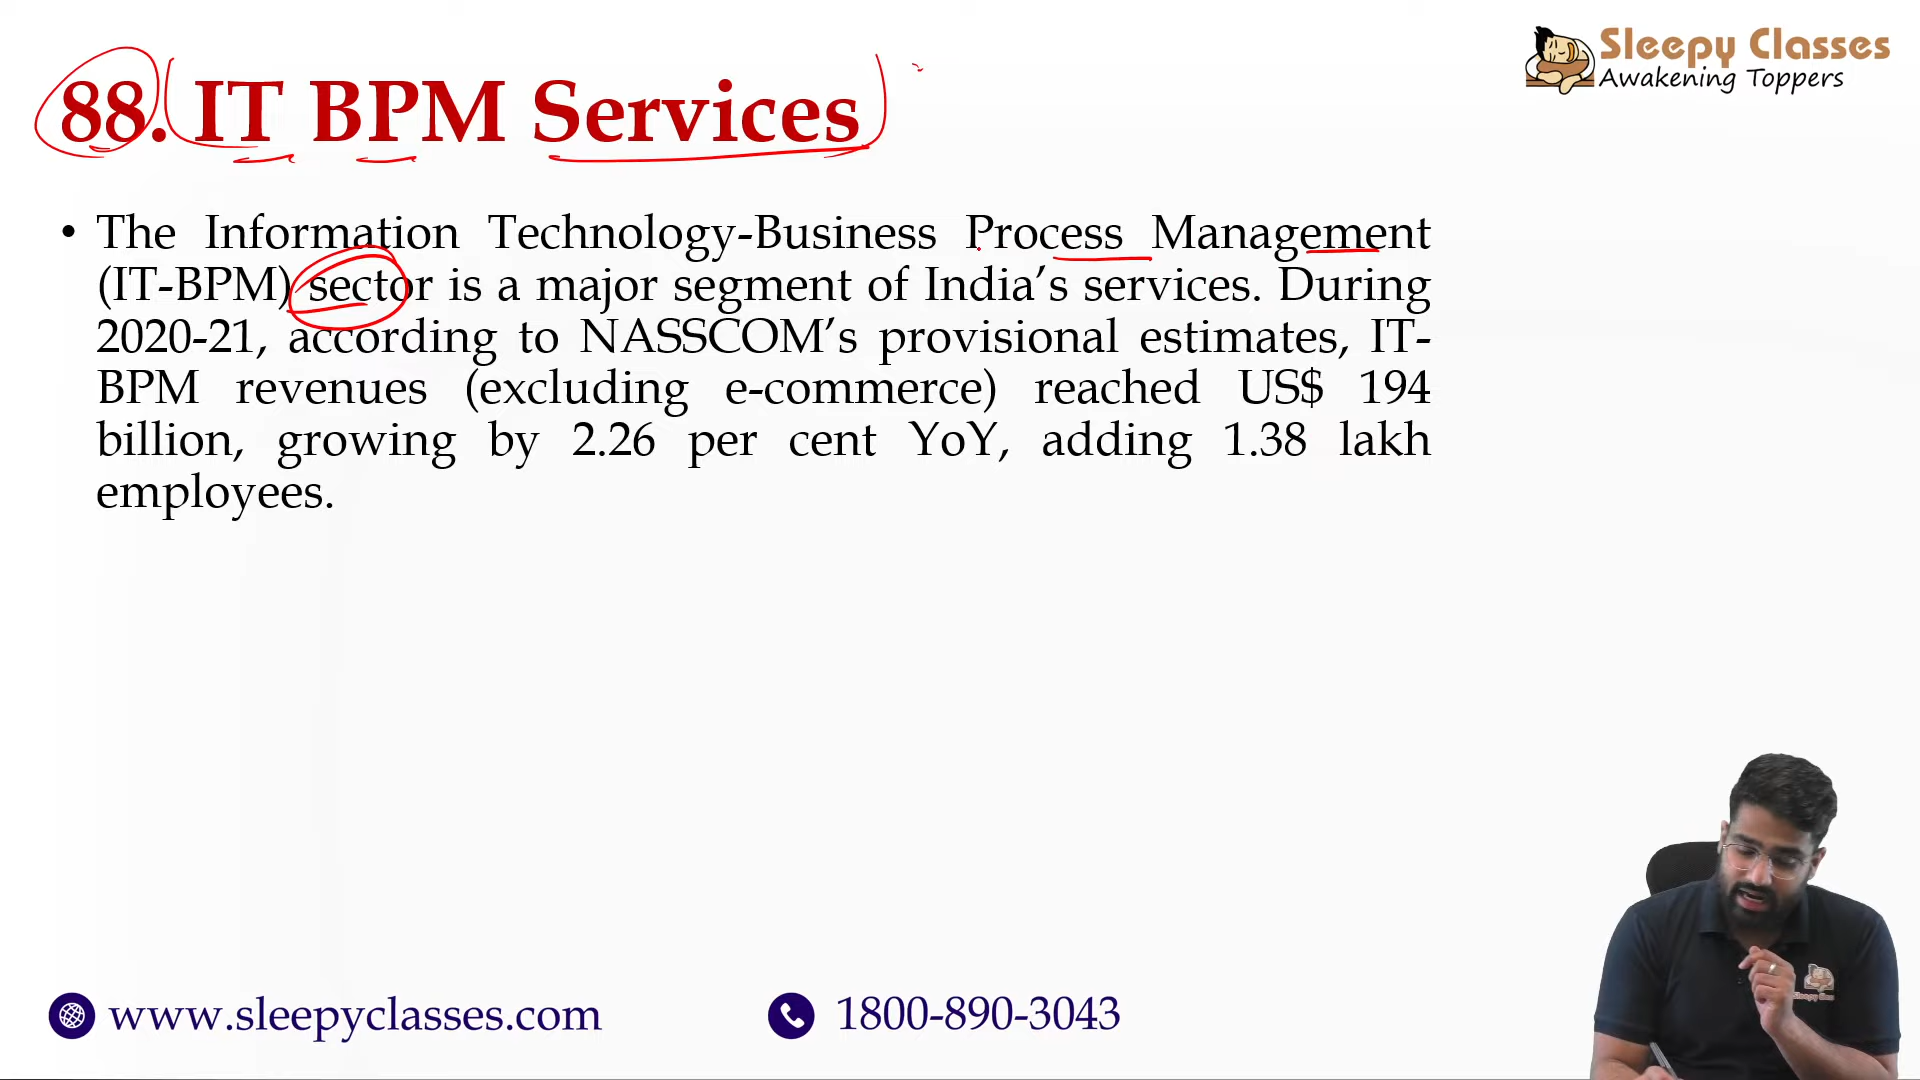 88. IT BPM Services
Sleepy Classes
Awakening Toppers
• The Information Technology-Business Process Management
(IT-BPM) sector is a major segment of India’s services. During
2020-21, according to NASSCOM’s provisional estimates, IT-
BPM revenues (excluding e-commerce) reached US$ 194
billion, growing by 2.26 per cent YoY, adding 1.38 lakh
employees.
www.sleepyclasses.com
1800-890-3043